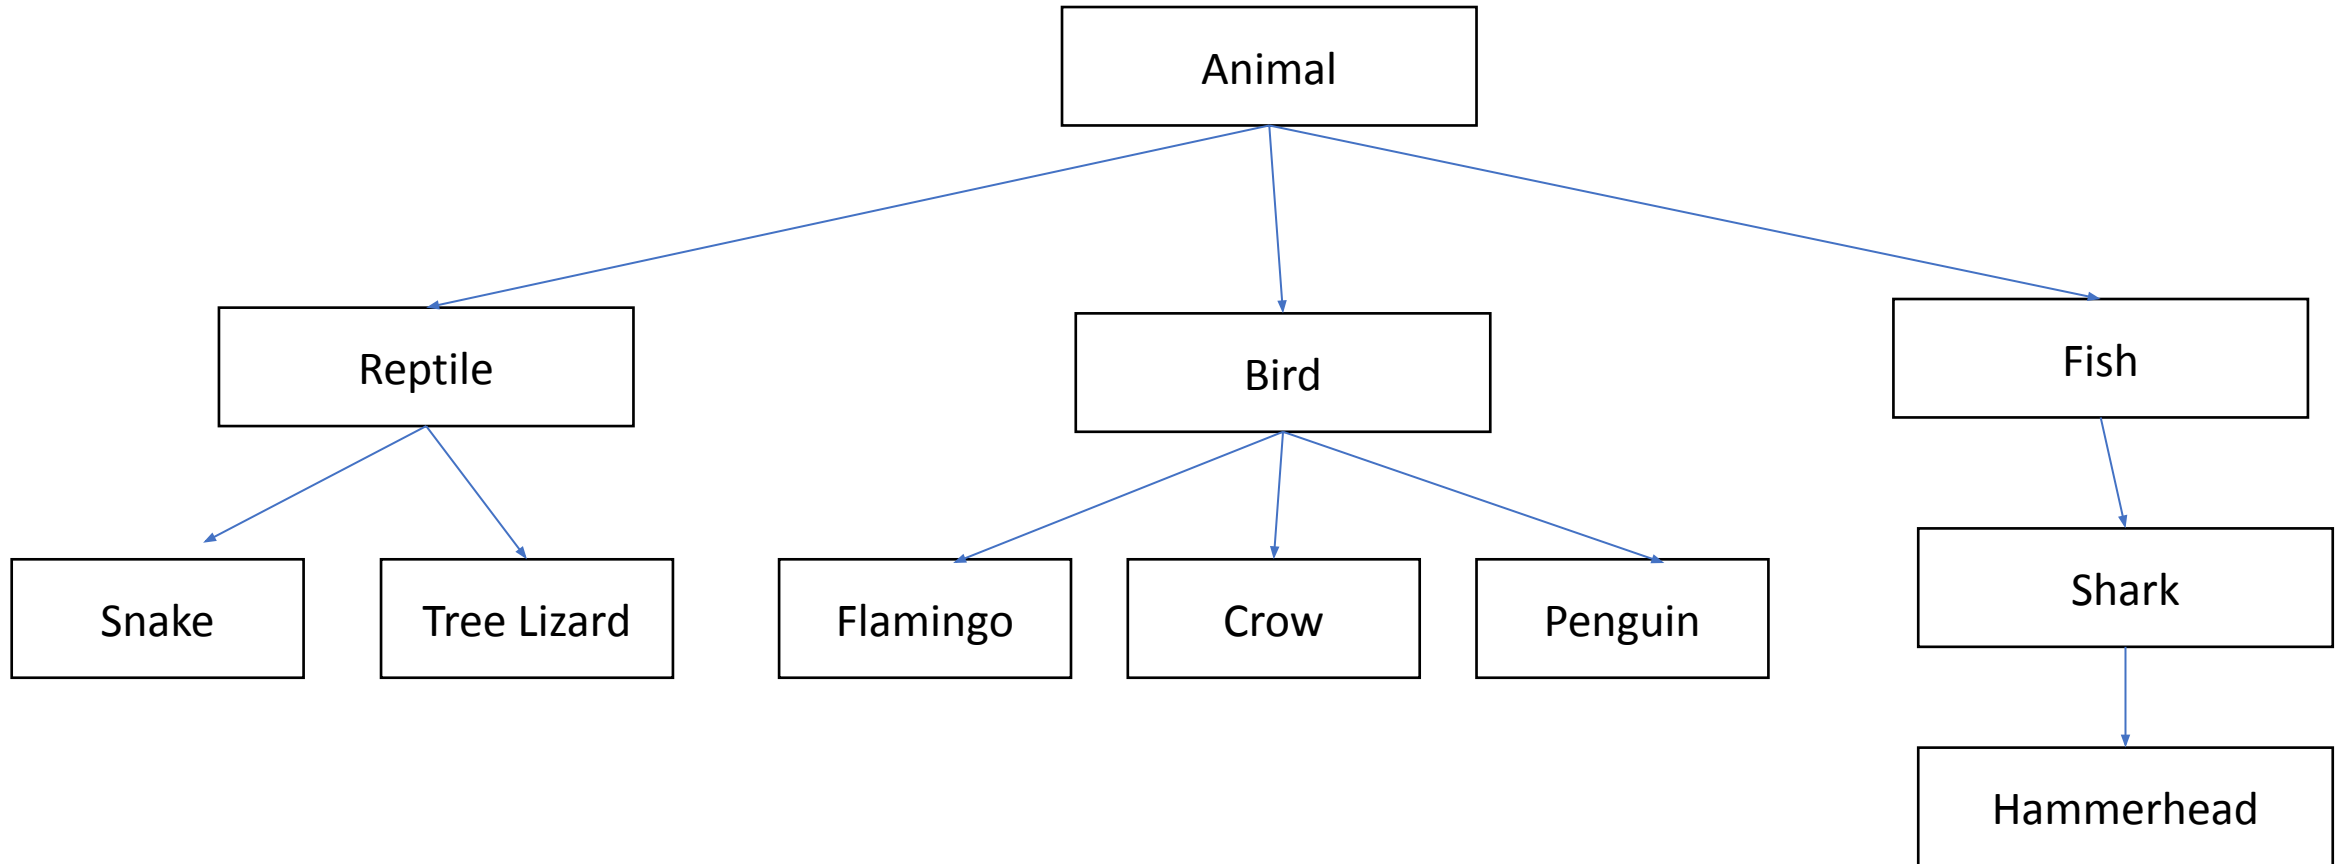 Animal
Reptile
Bird
Fish
Snake
Tree Lizard
Flamingo
Crow
Penguin
Shark
Hammerhead